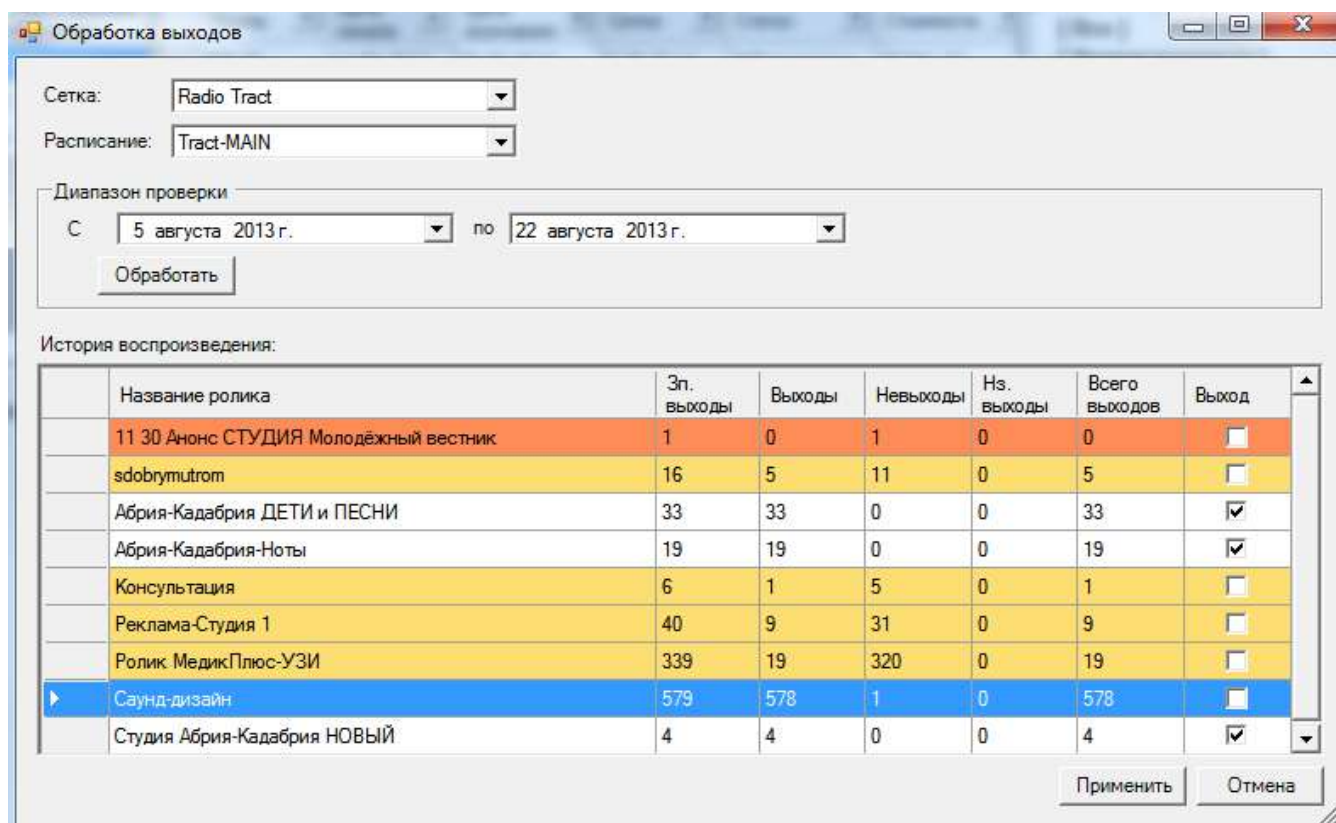 Обработка выходов
Сетка: Radio Tract
Расписание: Tract-MAIN
Диапазон проверки
С 5 августа 2013 г. по 22 августа 2013 г.
Обработать
История воспроизведения:
Название ролика Зп. выходы Выходы Невыходы Нз. выходы Всего выходов Выход
11 30 Анонс СТУДИЯ Молодёжный вестник 1 0 1 0 0
sdobrymutrom 16 5 11 0 5
Абрия-Кадабрия ДЕТИ и ПЕСНИ 33 33 0 0 33
Абрия-Кадабрия-Ноты 19 19 0 0 19
Консультация 6 1 5 0 1
Реклама-Студия 1 40 9 31 0 9
Ролик МедикПлюс-УЗИ 339 19 320 0 19
Саунд-дизайн 579 578 1 0 578
Студия Абрия-Кадабрия НОВЫЙ 4 4 0 0 4
Применить Отмена